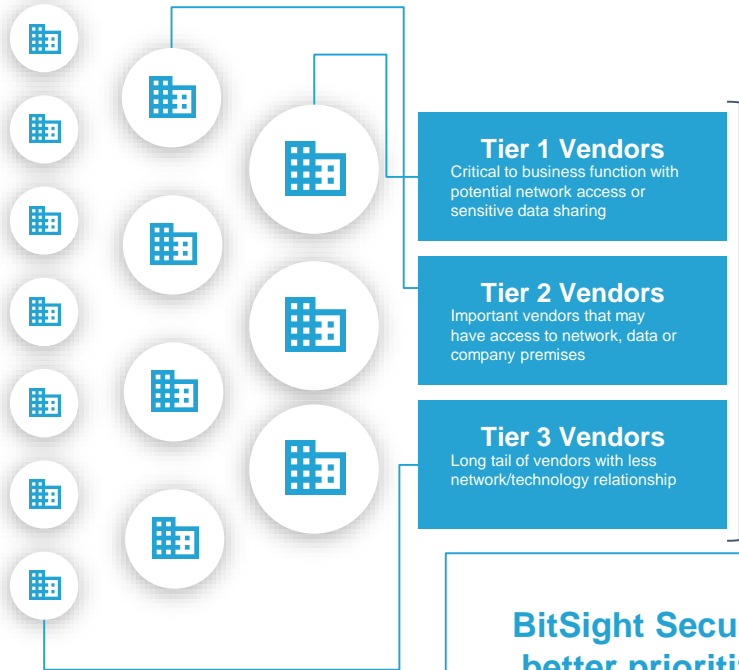 Tier 1 Vendors
Critical to business function with
potential network access or
sensitive data sharing
Tier 2 Vendors
Important vendors that may
have access to network, data or
company premises
Tier 3 Vendors
Long tail of vendors with less
network/technology relationship
BitSight Secu
better prioriti